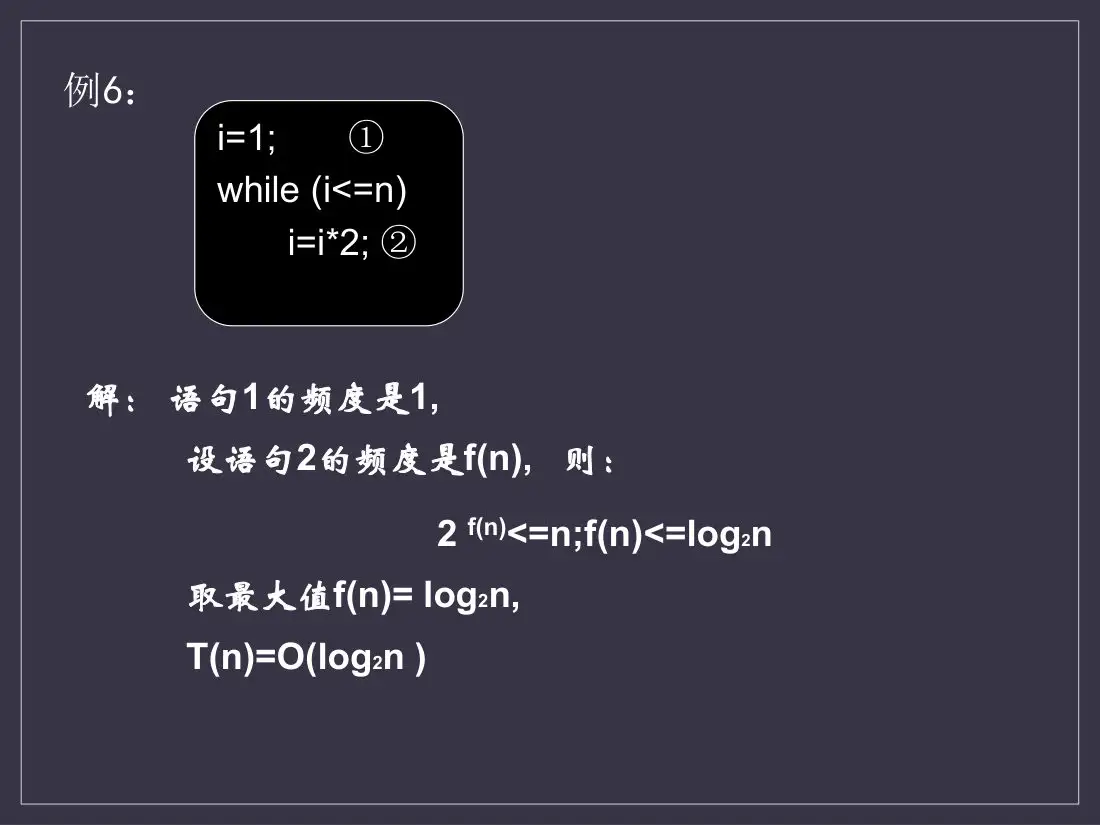 例6：
i=1; ①
while (i<=n)
i=i*2; ②
解： 语句1的频度是1,
设语句2的频度是f(n), 则：
2 f(n)<=n;f(n)<=log2n
取最大值f(n)= log2n,
T(n)=O(log2n )